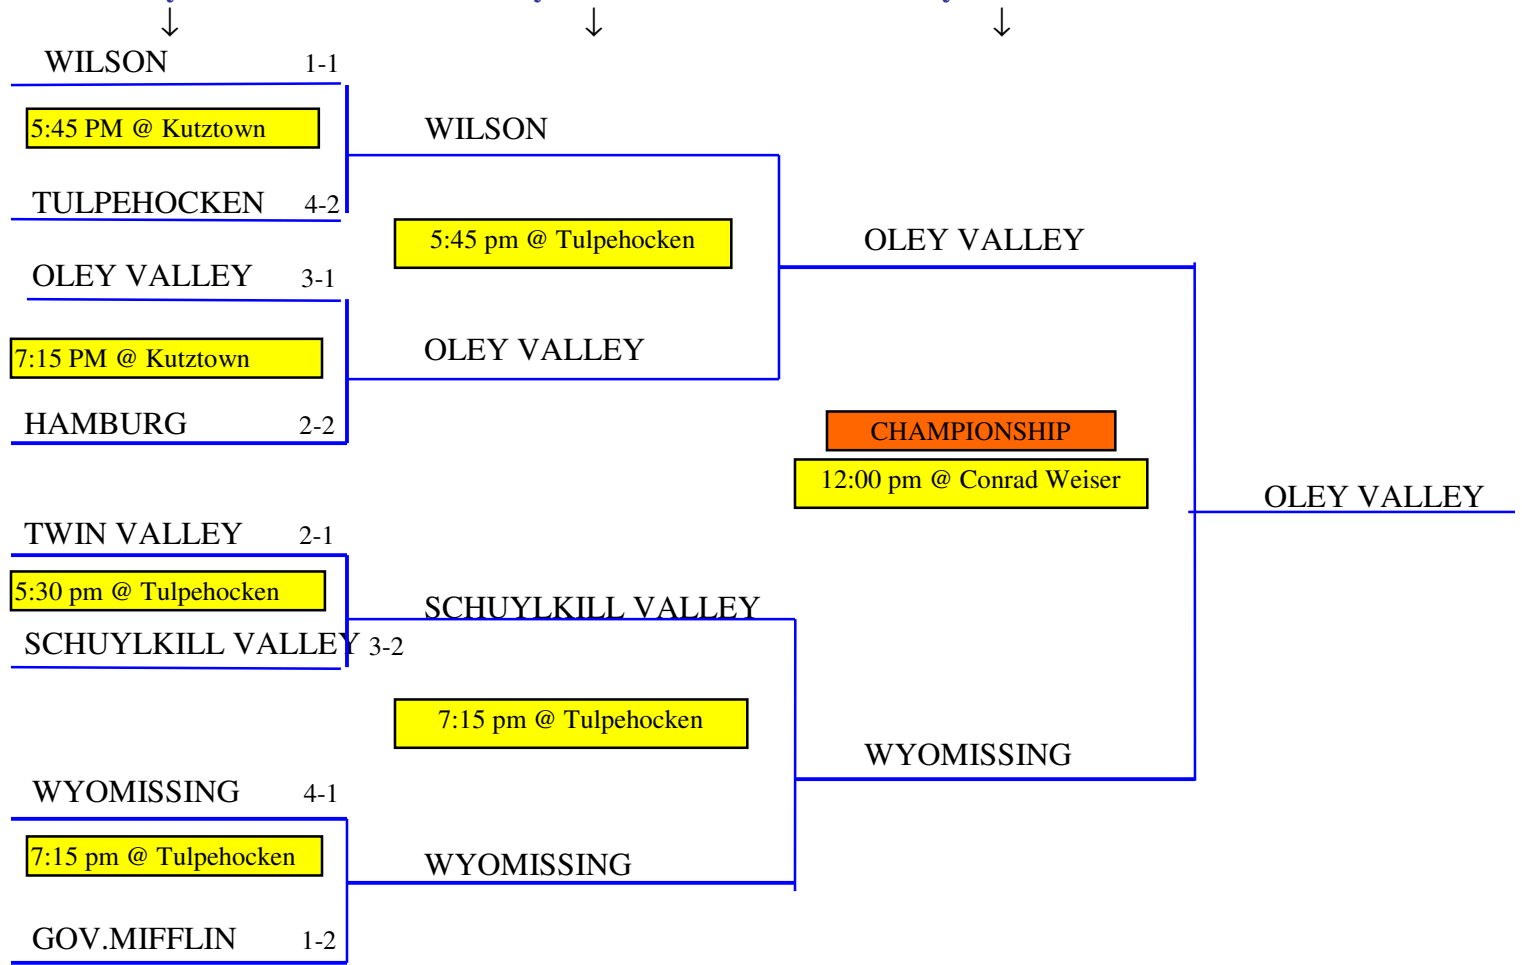 ↓ ↓ ↓
WILSON 1-1
5:45 PM @ Kutztown
TULPEHOCKEN 4-2
OLEY VALLEY 3-1
7:15 PM @ Kutztown
HAMBURG 2-2
TWIN VALLEY 2-1
5:30 pm @ Tulpehocken
SCHUYLKILL VALLEY 3-2
WYOMISSING 4-1
7:15 pm @ Tulpehocken
GOV.MIFFLIN 1-2
WILSON
5:45 pm @ Tulpehocken
OLEY VALLEY
SCHUYLKILL VALLEY
7:15 pm @ Tulpehocken
WYOMISSING
OLEY VALLEY
CHAMPIONSHIP
12:00 pm @ Conrad Weiser
WYOMISSING
OLEY VALLEY